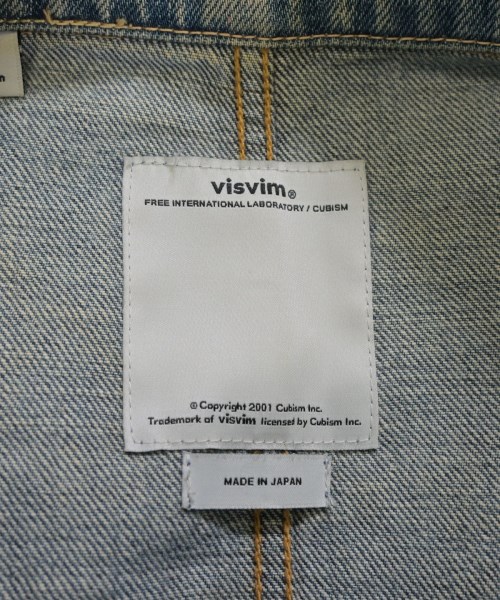 visvim®
FREE INTERNATIONAL LABORATORY / CUBISM
© Copyright 2001 Cubism Inc.
Trademark of visvim licensed by Cubism Inc.
MADE IN JAPAN